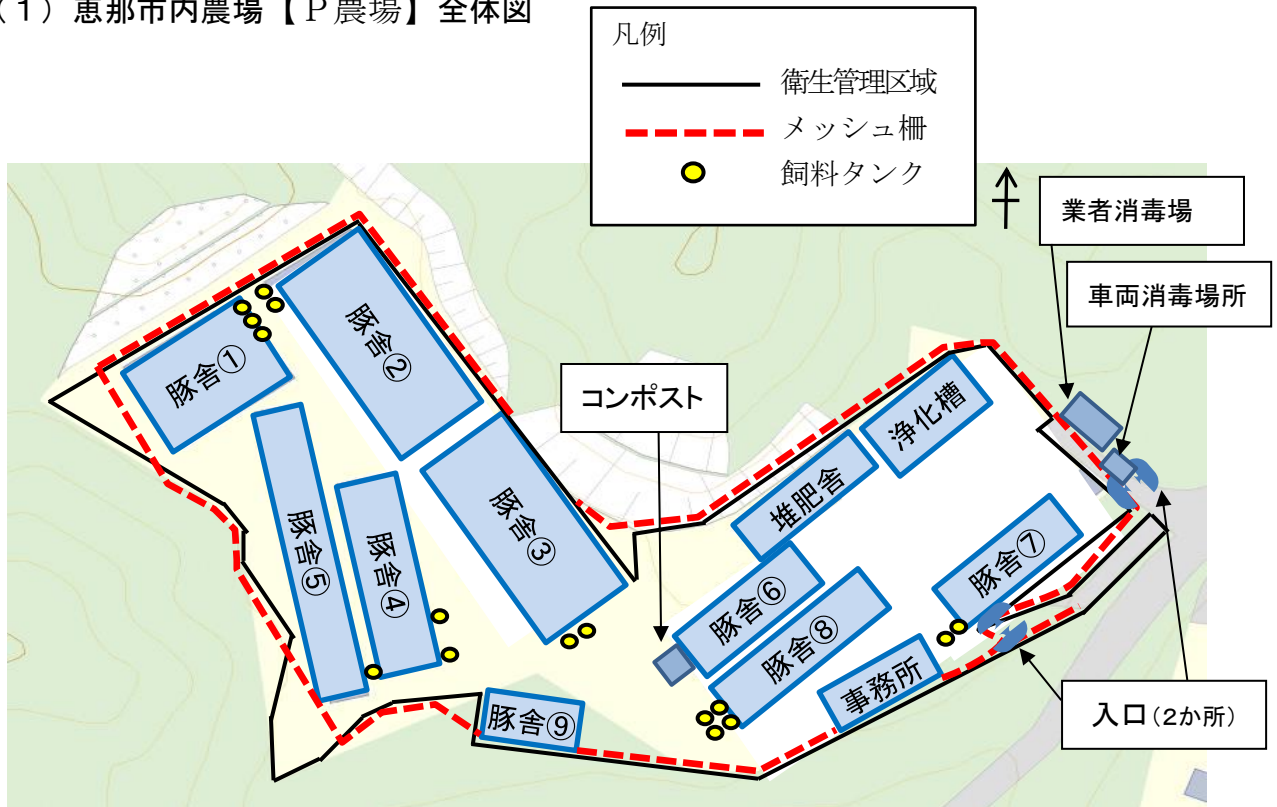 （１）恵那市内農場【Ｐ農場】全体図
凡例
衛生管理区域
メッシュ柵
飼料タンク
業者消毒場
車両消毒場所
コンポスト
豚舎①
豚舎②
豚舎③
豚舎④
豚舎⑤
浄化槽
堆肥舎
豚舎⑥
豚舎⑦
豚舎⑧
事務所
豚舎⑨
入口（2か所）